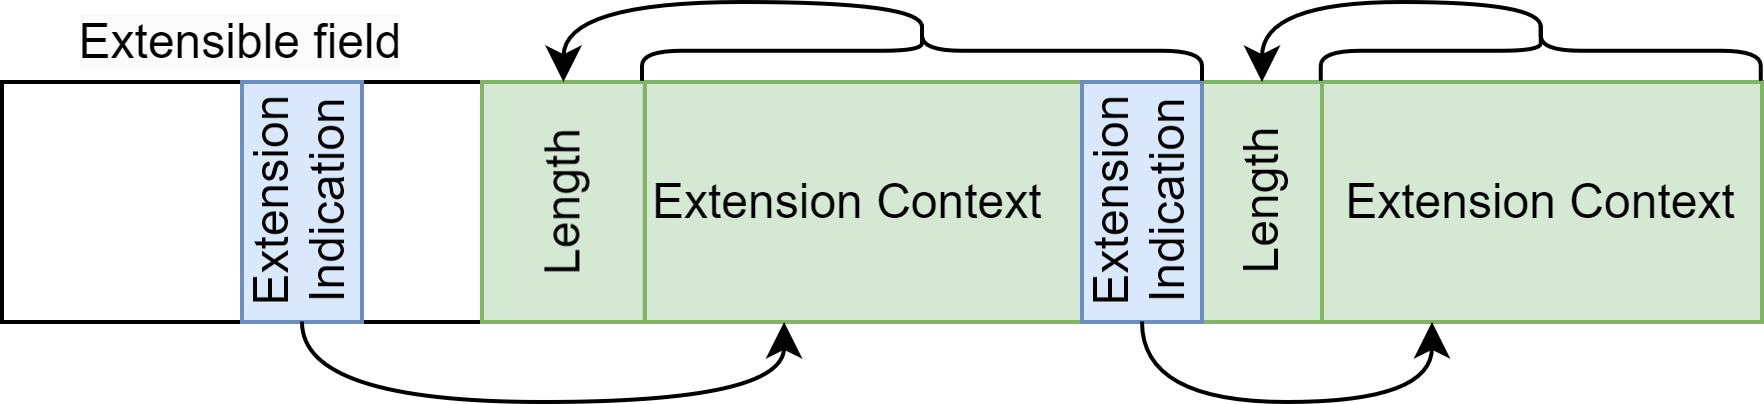 Extensible field
Extension
Indication
Length
Extension Context
Extension
Indication
Length
Extension Context